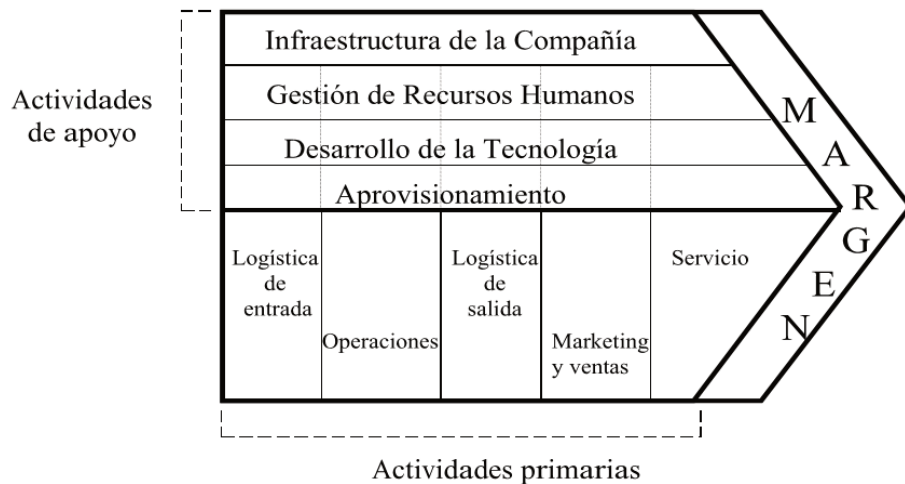 Infraestructura de la Compañía
Actividades
de apoyo
Gestión de Recursos Humanos
Desarrollo de la Tecnología
Aprovisionamiento
MARGEN
Logística
de
entrada
Operaciones
Logística
de
salida
Marketing
y ventas
Servicio
Actividades primarias